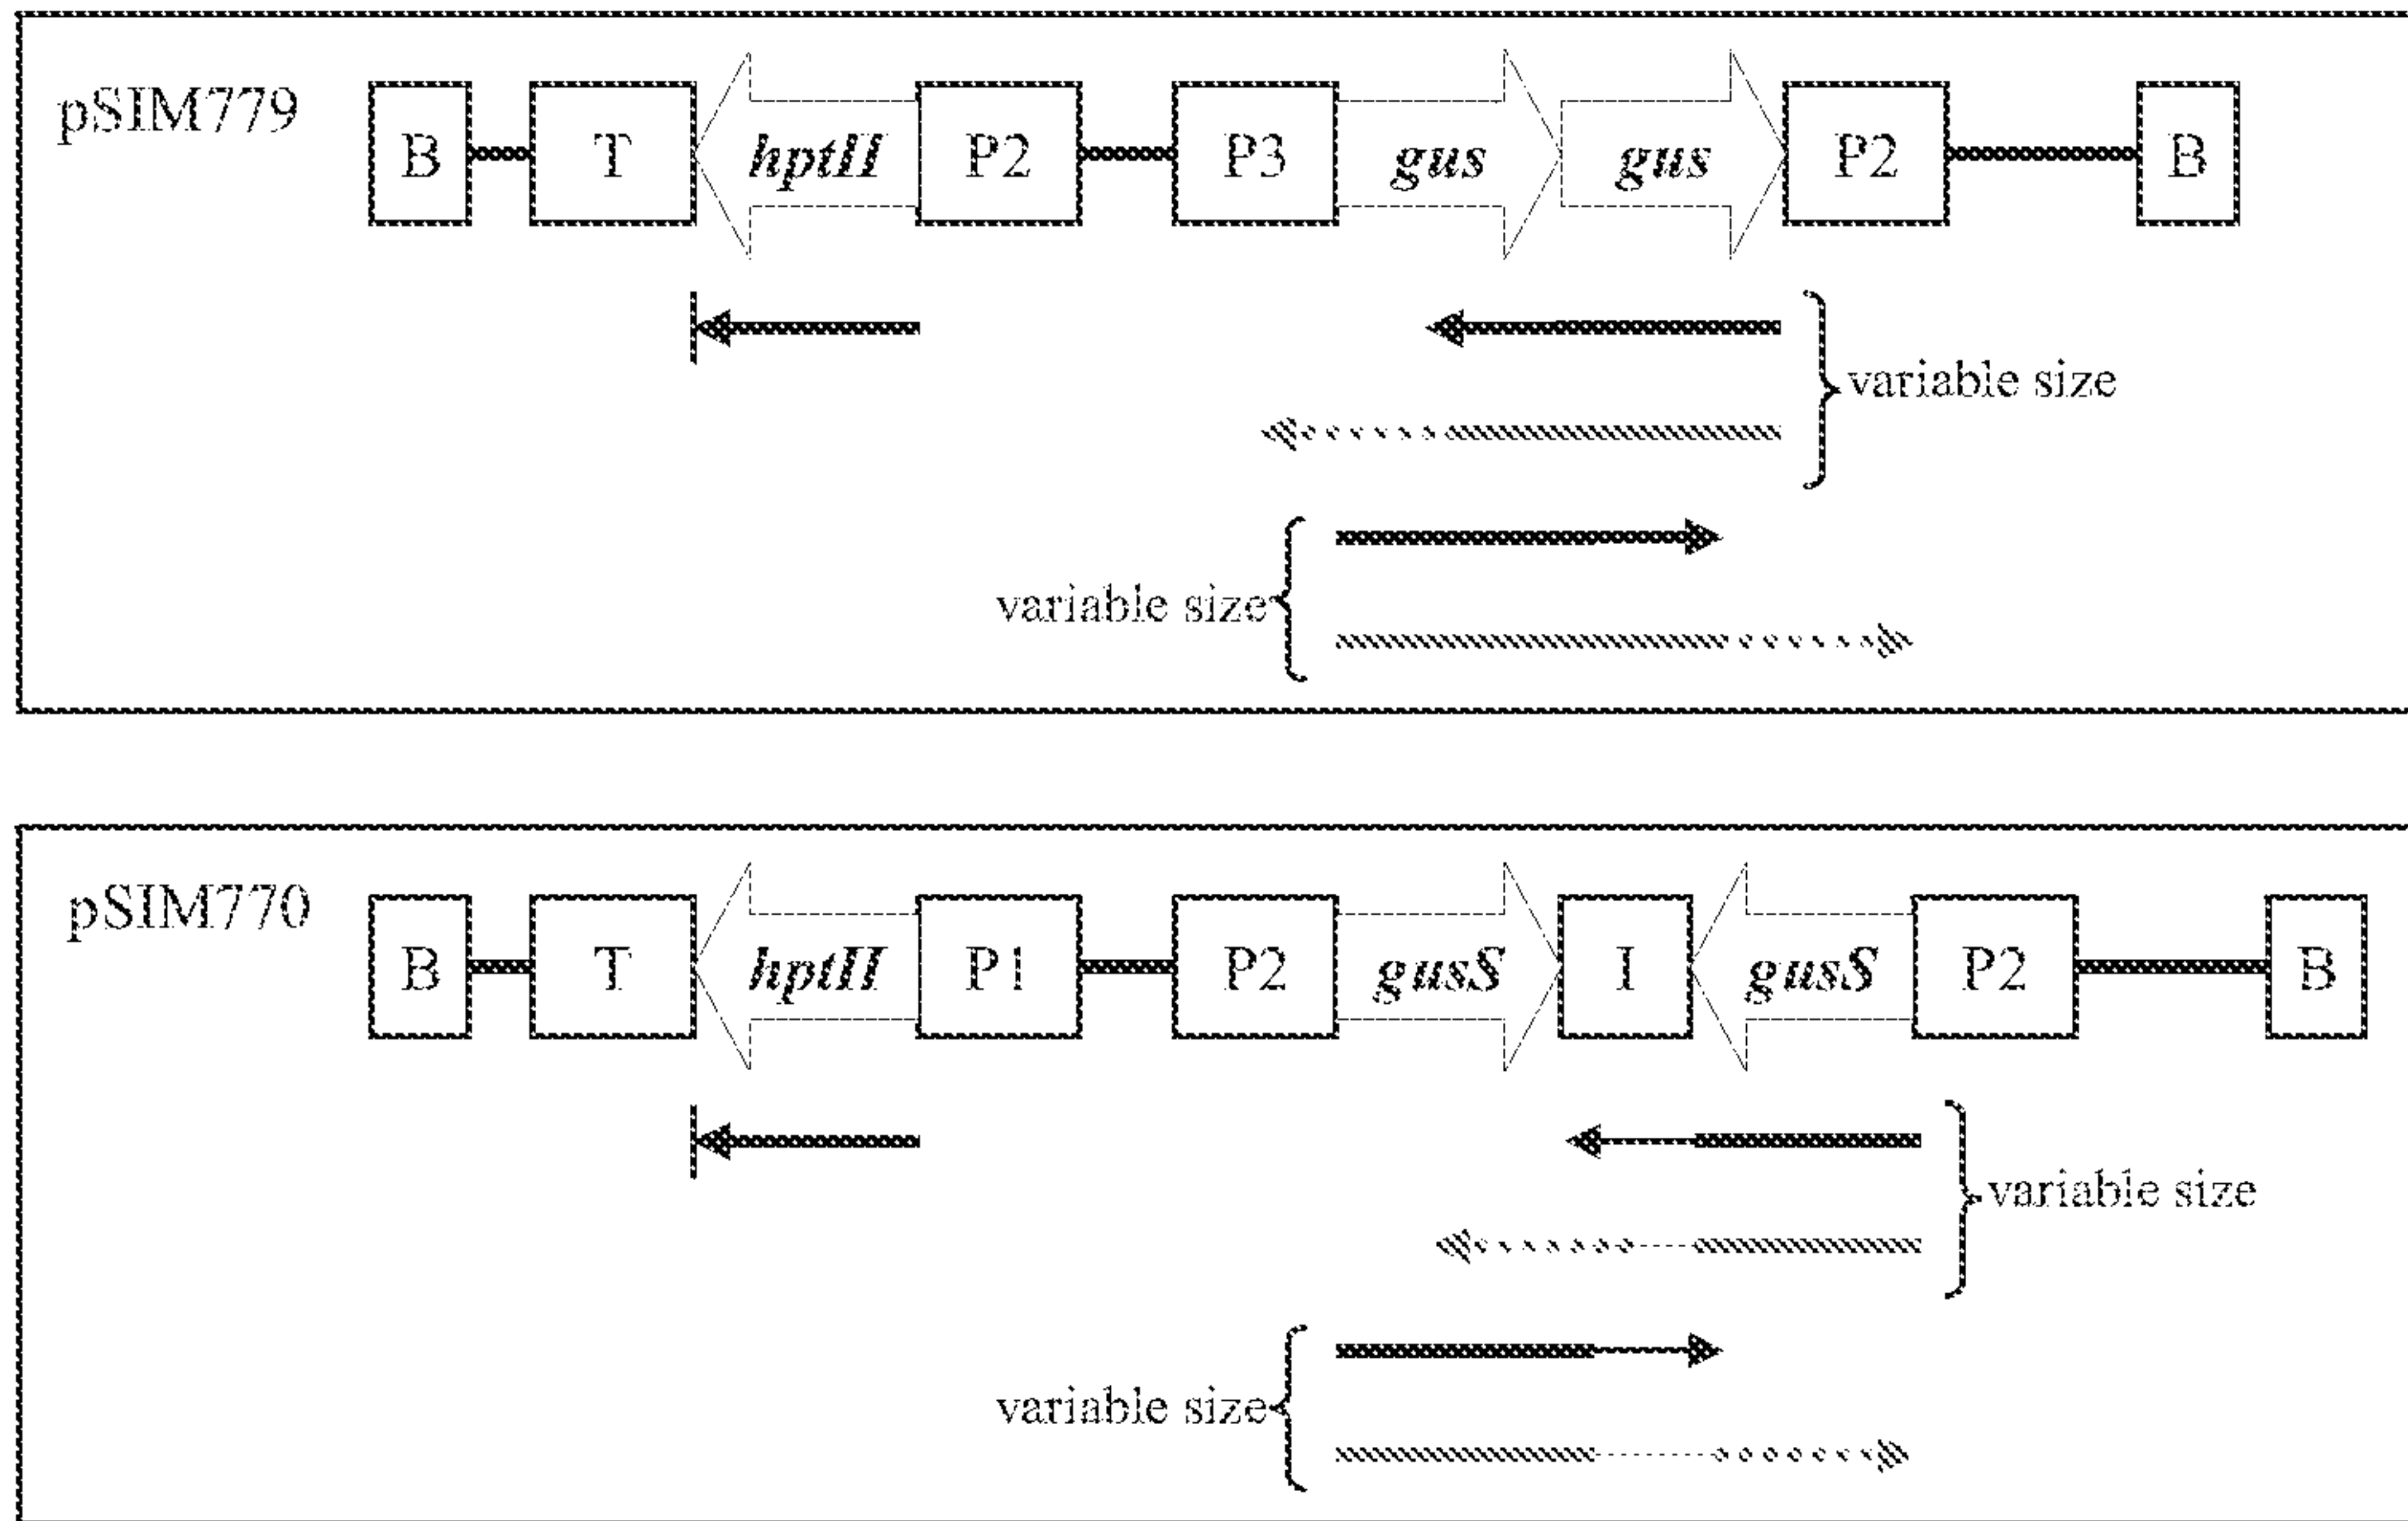 pSIM779
B T hptII P2 P3 gus gus P2 B
variable size
variable size
pSIM770
B T hptII P1 P2 gusS I gusS P2 B
variable size
variable size